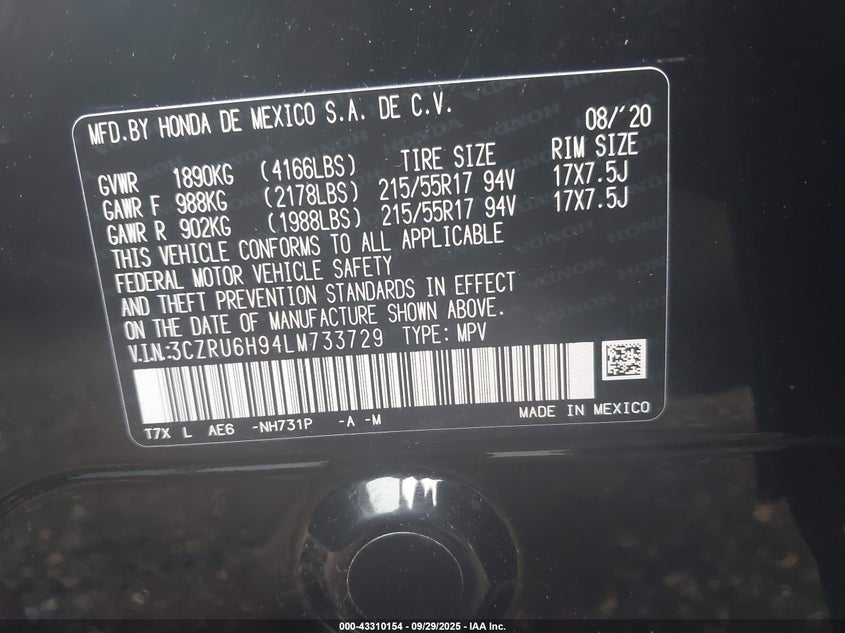 MFD.BY HONDA DE MEXICO S.A. DE C.V. 08/'20
TIRE SIZE RIM SIZE
GVWR 1890KG (4166LBS)
GAWR F 988KG (2178LBS) 215/55R17 94V 17X7.5J
GAWR R 902KG (1988LBS) 215/55R17 94V 17X7.5J
THIS VEHICLE CONFORMS TO ALL APPLICABLE
FEDERAL MOTOR VEHICLE SAFETY
AND THEFT PREVENTION STANDARDS IN EFFECT
ON THE DATE OF MANUFACTURE SHOWN ABOVE.
V.I.N:3CZRU6H94LM733729 TYPE: MPV
T7X L AE6 -NH731P -A -M MADE IN MEXICO
000-43310154 - 09/29/2025 - IAA Inc.